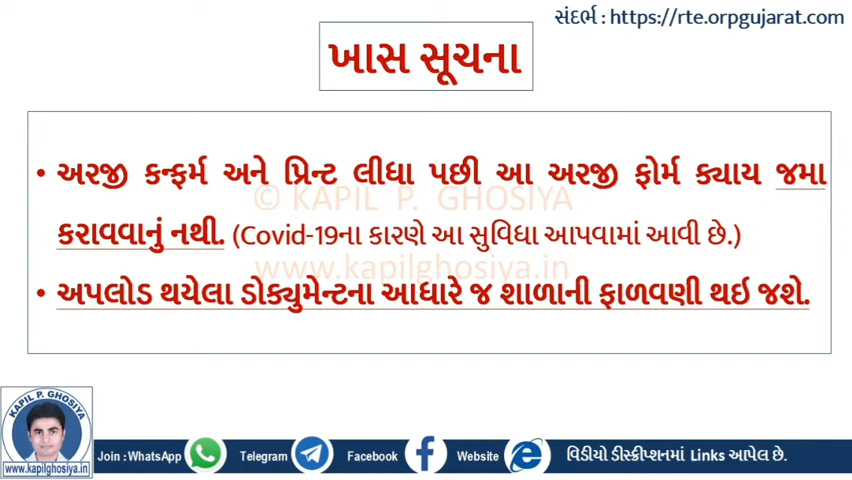 સંદર્ભ : https://rte.orpgujarat.com
ખાસ સૂચના
• અરજી કન્ફર્મ અને પ્રિન્ટ લીધા પછી આ અરજી ફોર્મ ક્યાય જમા
કરાવવાનું નથી. (Covid-19ના કારણે આ સુવિધા આપવામાં આવી છે.)
• અપલોડ થયેલા ડોક્યુમેન્ટના આધારે જ શાળાની ફાળવણી થઇ જશે.
© KAPIL P. GHOSIYA
www.kapilghosiya.in
KAPIL P. GHOSIYA
www.kapilghosiya.in
Join : WhatsApp Telegram Facebook Website વિડીયો ડીસ્ક્રીપ્શનમાં Links આપેલ છે.